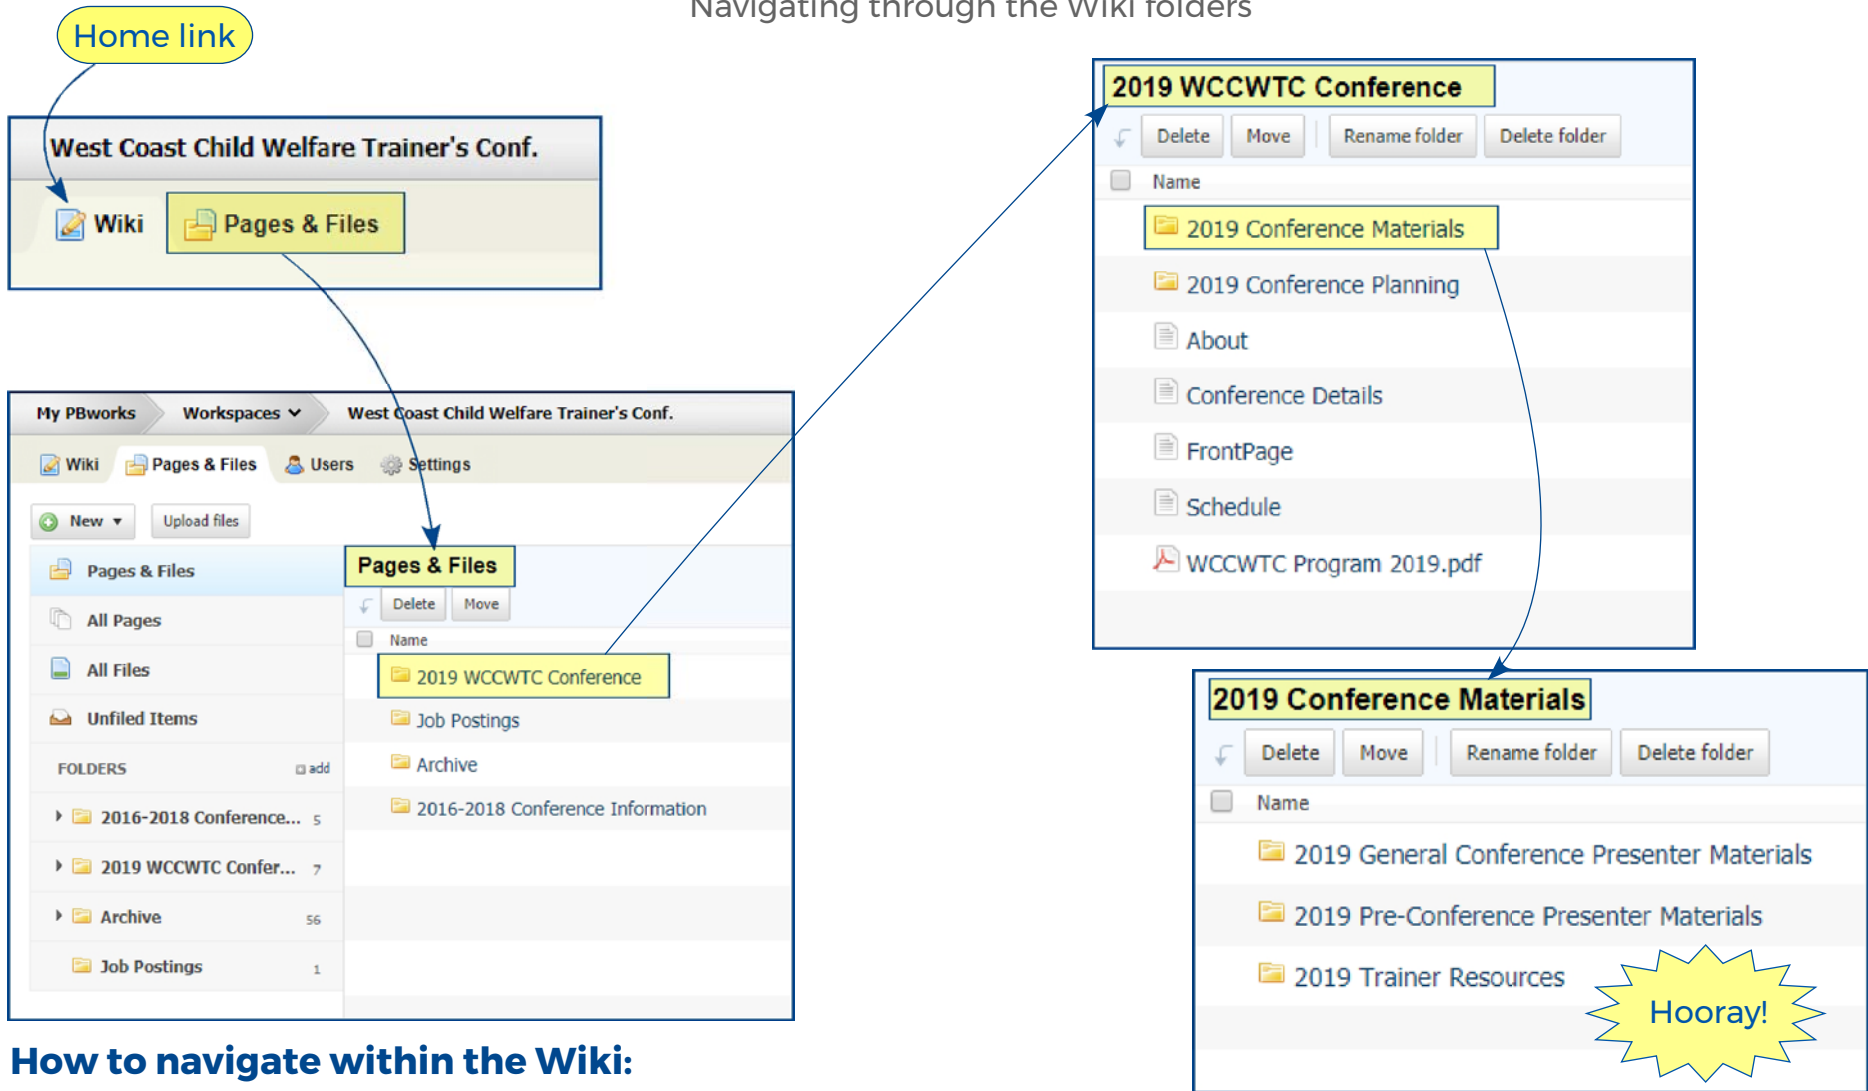 Navigating through the Wiki folders
Home link
West Coast Child Welfare Trainer's Conf.
Wiki
Pages & Files
My PBworks
Workspaces
West Coast Child Welfare Trainer's Conf.
Wiki
Pages & Files
Users
Settings
New
Upload files
Pages & Files
All Pages
All Files
Unfiled Items
FOLDERS
add
2016-2018 Conference... 5
2019 WCCWTC Confer... 7
Archive 56
Job Postings 1
Pages & Files
Delete
Move
Name
2019 WCCWTC Conference
Job Postings
Archive
2016-2018 Conference Information
2019 WCCWTC Conference
Delete
Move
Rename folder
Delete folder
Name
2019 Conference Materials
2019 Conference Planning
About
Conference Details
FrontPage
Schedule
WCCWTC Program 2019.pdf
2019 Conference Materials
Delete
Move
Rename folder
Delete folder
Name
2019 General Conference Presenter Materials
2019 Pre-Conference Presenter Materials
2019 Trainer Resources
Hooray!
How to navigate within the Wiki: